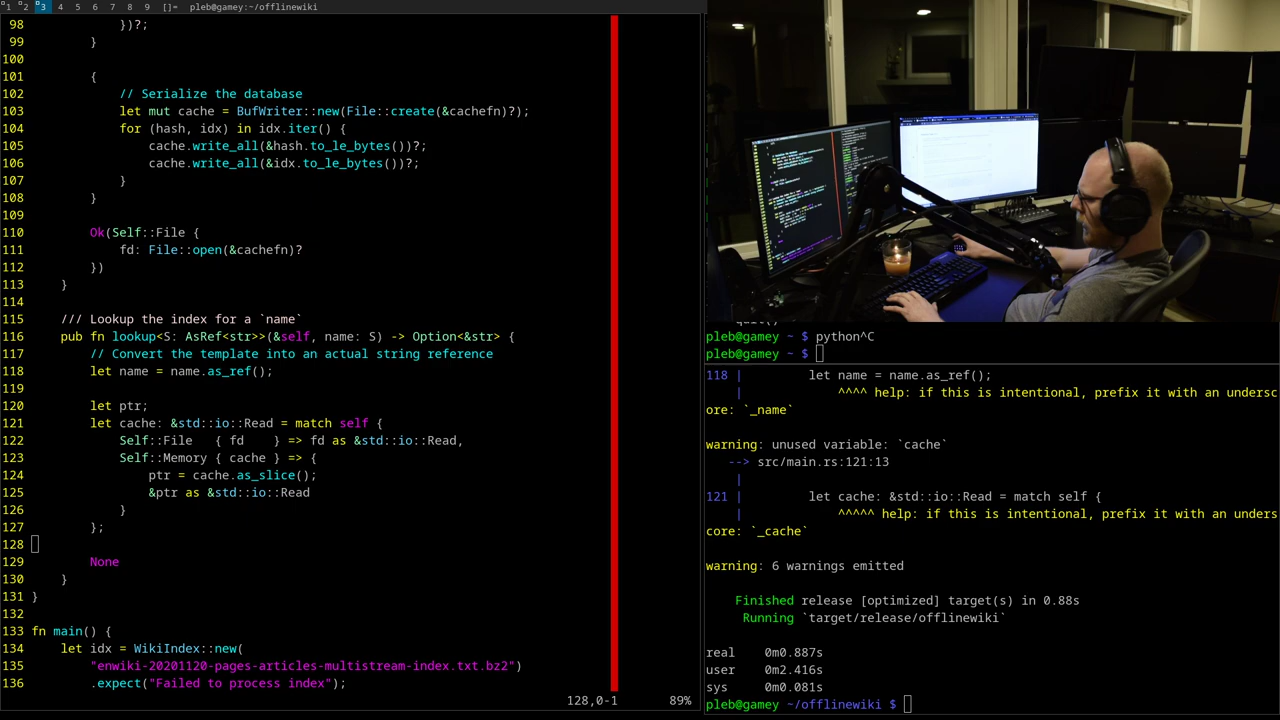 1 2 3 4 5 6 7 8 9 []= pleb@gamey:~/offlinewiki
98 })?;
99 }
100
101 {
102 // Serialize the database
103 let mut cache = BufWriter::new(File::create(&cachefn)?);
104 for (hash, idx) in idx.iter() {
105 cache.write_all(&hash.to_le_bytes())?;
106 cache.write_all(&idx.to_le_bytes())?;
107 }
108 }
109
110 Ok(Self::File {
111 fd: File::open(&cachefn)?
112 })
113 }
114
115 /// Lookup the index for a `name`
116 pub fn lookup<S: AsRef<str>>(&self, name: S) -> Option<&str> {
117 // Convert the template into an actual string reference
118 let name = name.as_ref();
119
120 let ptr;
121 let cache: &std::io::Read = match self {
122 Self::File { fd } => fd as &std::io::Read,
123 Self::Memory { cache } => {
124 ptr = cache.as_slice();
125 &ptr as &std::io::Read
126 }
127 };
128
129 None
130 }
131 }
132
133 fn main() {
134 let idx = WikiIndex::new(
135 "enwiki-20201120-pages-articles-multistream-index.txt.bz2")
136 .expect("Failed to process index");
128,0-1 89%
pleb@gamey ~ $ python^C
pleb@gamey ~ $
118 | let name = name.as_ref();
| ^^^^ help: if this is intentional, prefix it with an undersc
ore: `_name`
warning: unused variable: `cache`
--> src/main.rs:121:13
|
121 | let cache: &std::io::Read = match self {
| ^^^^^ help: if this is intentional, prefix it with an unders
core: `_cache`
warning: 6 warnings emitted
Finished release [optimized] target(s) in 0.88s
Running `target/release/offlinewiki`
real 0m0.887s
user 0m2.416s
sys 0m0.081s
pleb@gamey ~/offlinewiki $